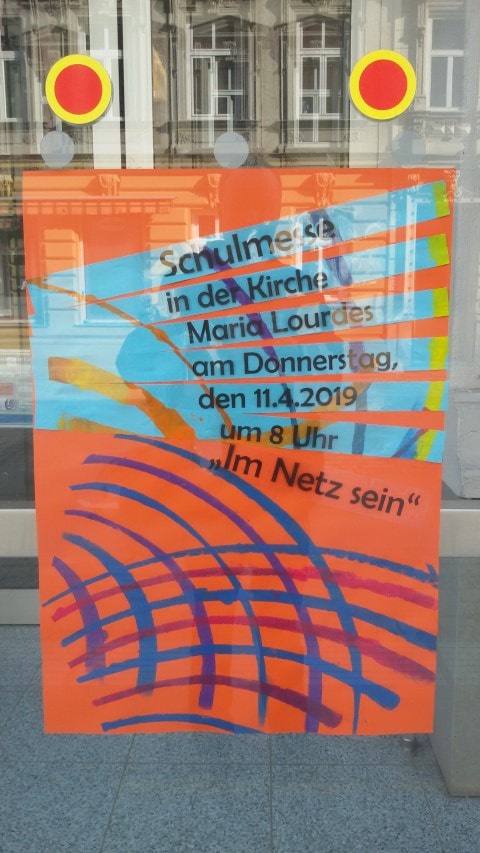 Schulmesse
in der Kirche
Maria Lourdes
am Donnerstag,
den 11.4.2019
um 8 Uhr
„Im Netz sein“